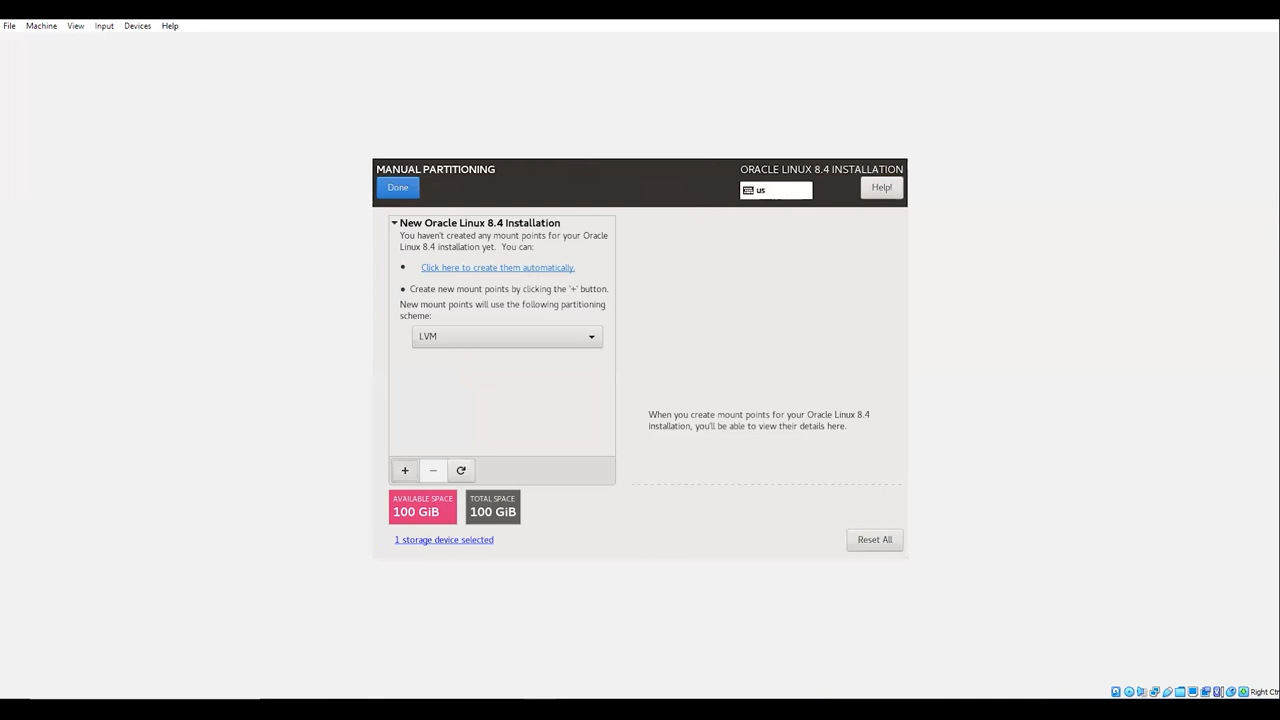 File Machine View Input Devices Help
MANUAL PARTITIONING
ORACLE LINUX 8.4 INSTALLATION
Done
us
Help!
New Oracle Linux 8.4 Installation
You haven't created any mount points for your Oracle
Linux 8.4 installation yet. You can:
• Click here to create them automatically.
• Create new mount points by clicking the '+' button.
New mount points will use the following partitioning
scheme:
LVM
When you create mount points for your Oracle Linux 8.4
installation, you'll be able to view their details here.
+ −
AVAILABLE SPACE
100 GiB
TOTAL SPACE
100 GiB
1 storage device selected
Reset All
Right Ctr